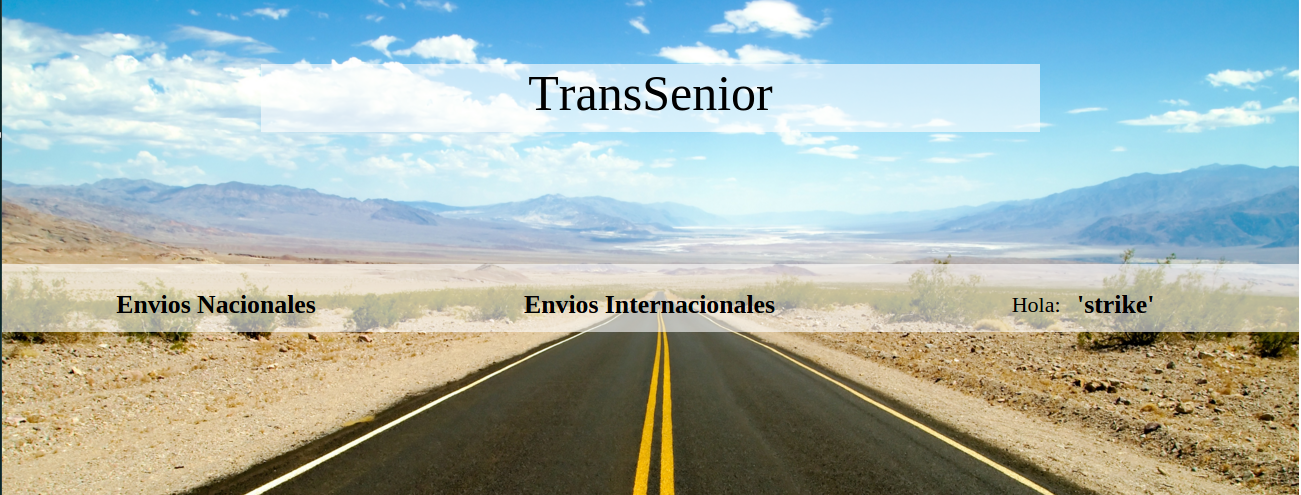 TransSenior
Envios Nacionales
Envios Internacionales
Hola: 'strike'